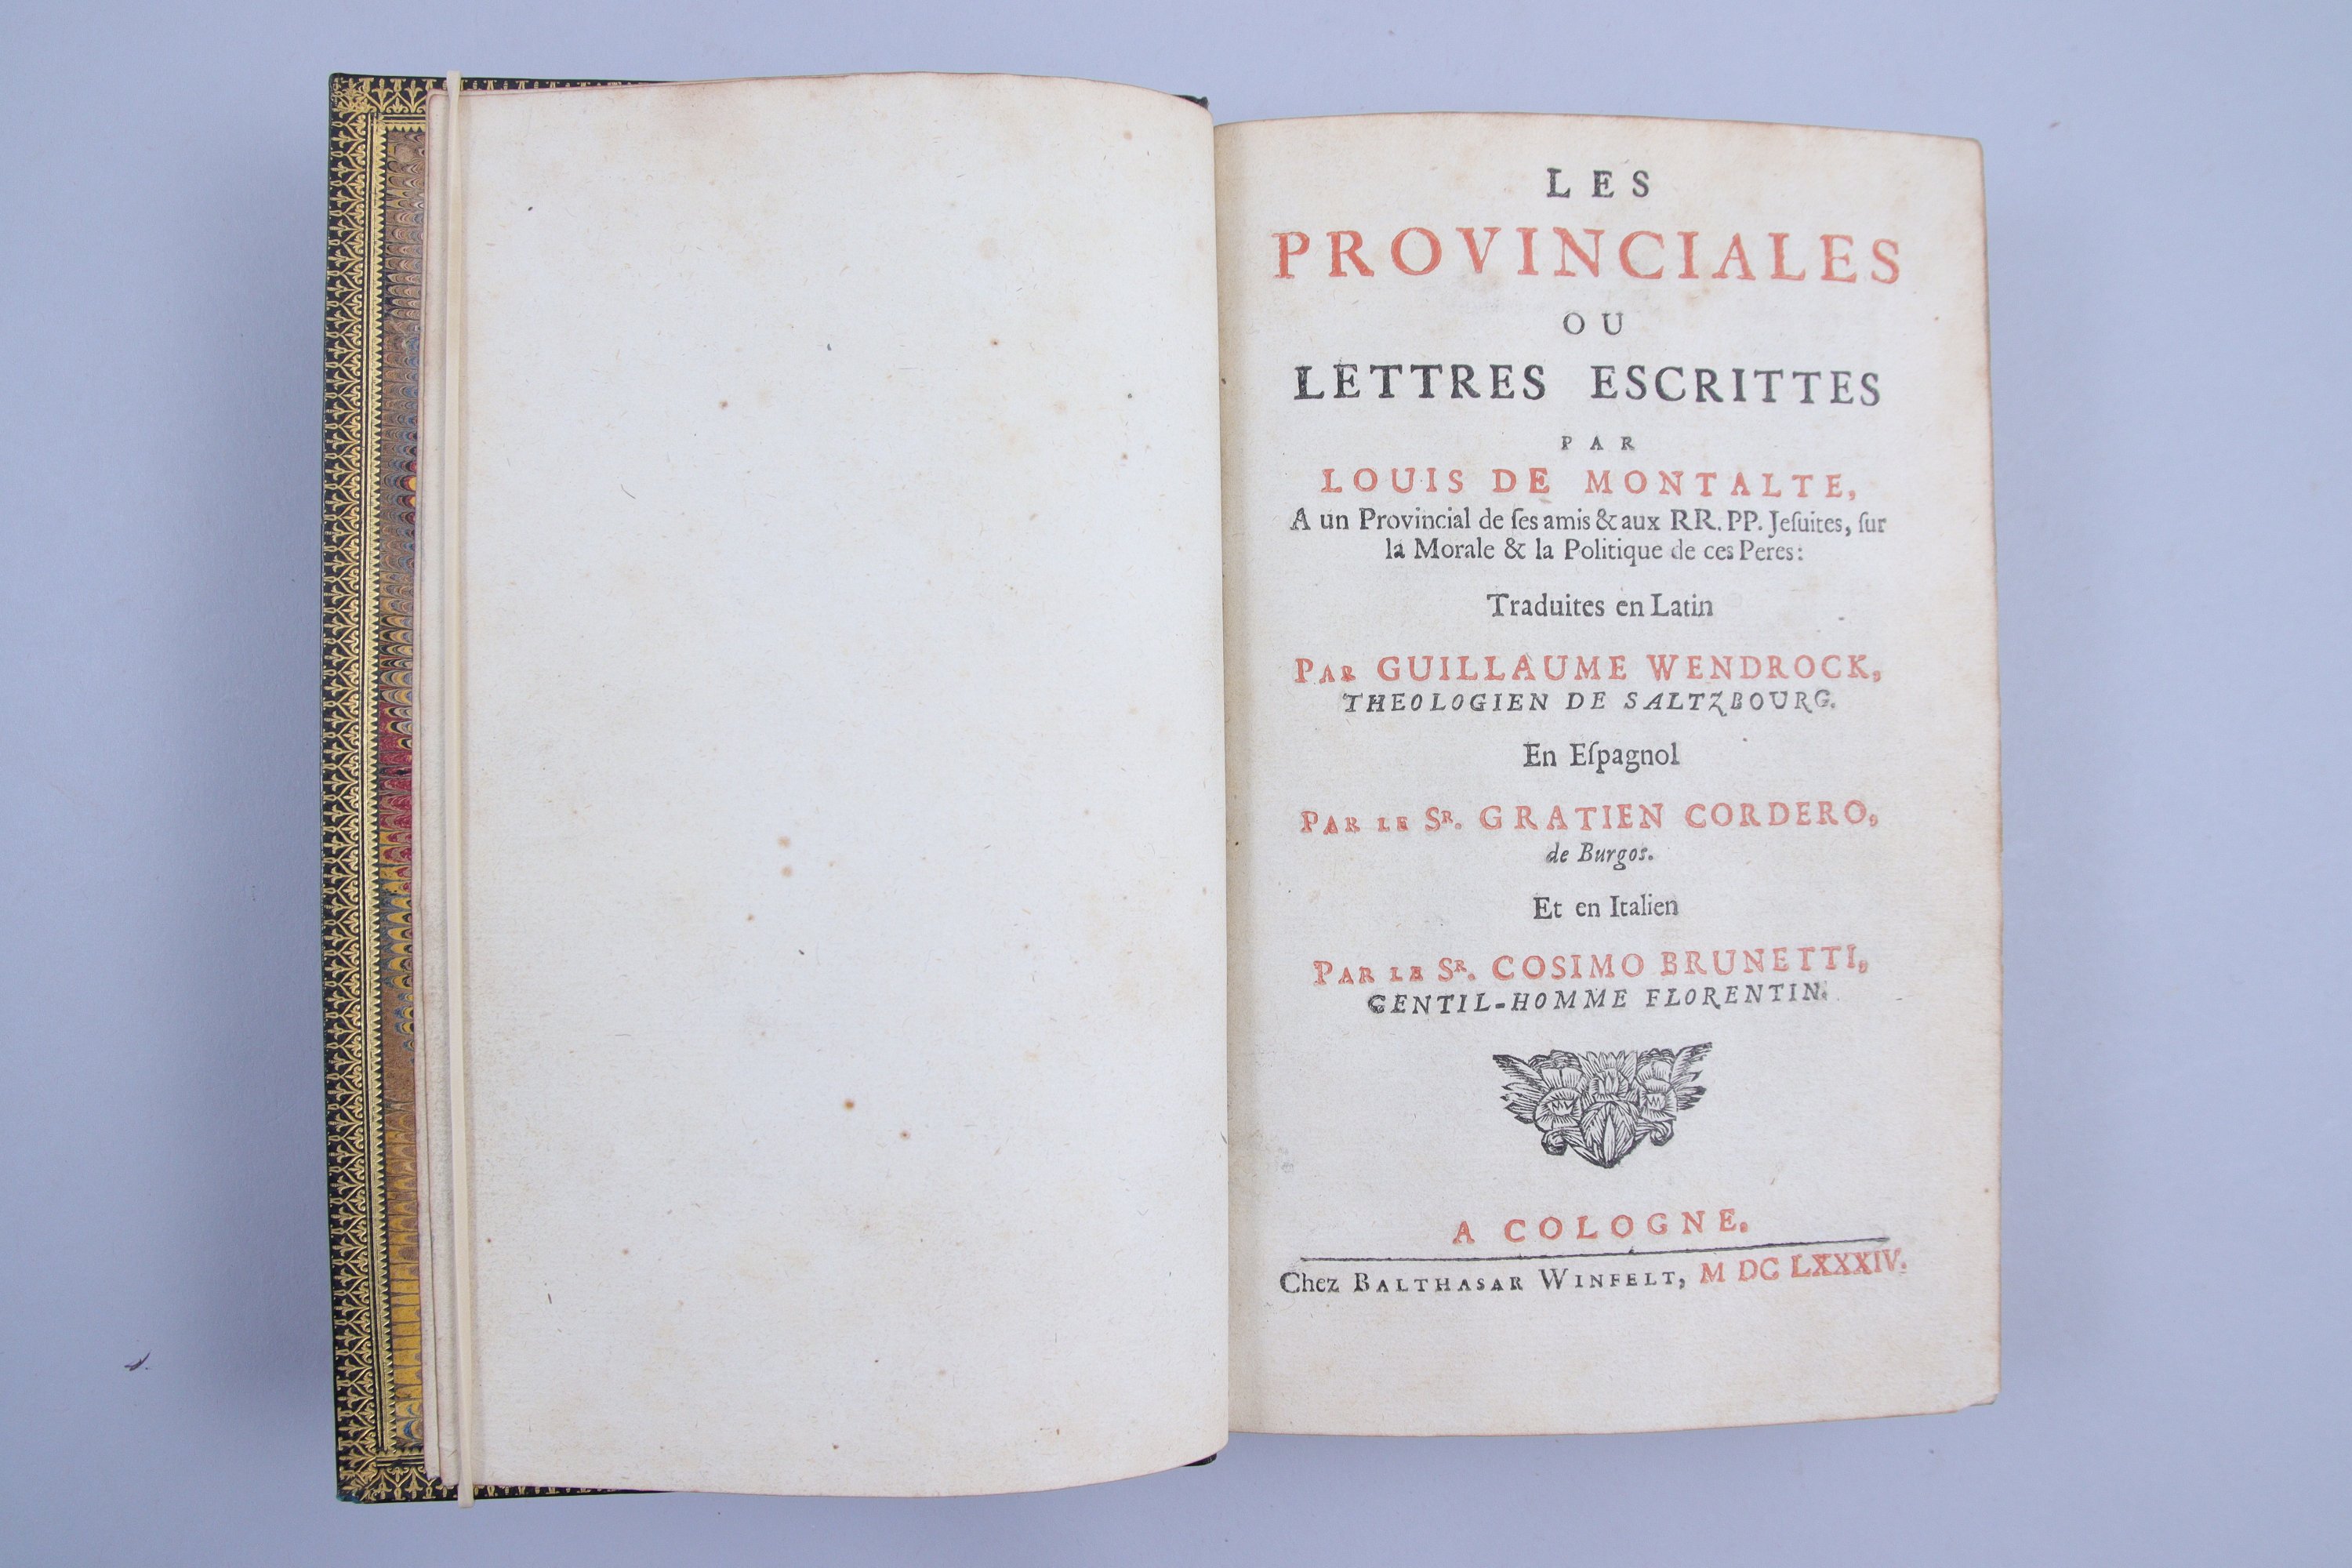 LES
PROVINCIALES
OU
LETTRES ESCRITTES
PAR
LOUIS DE MONTALTE,
A un Provincial de ſes amis & aux RR. PP. Jeſuites, ſur
la Morale & la Politique de ces Peres:
Traduites en Latin
PAR GUILLAUME WENDROCK,
THEOLOGIEN DE SALTZBOURG.
En Eſpagnol
PAR LE SR. GRATIEN CORDERO,
de Burgos.
Et en Italien
PAR LE SR. COSIMO BRUNETTI,
GENTIL-HOMME FLORENTIN.
A COLOGNE.
Chez BALTHASAR WINFELT, M DC LXXXIV.